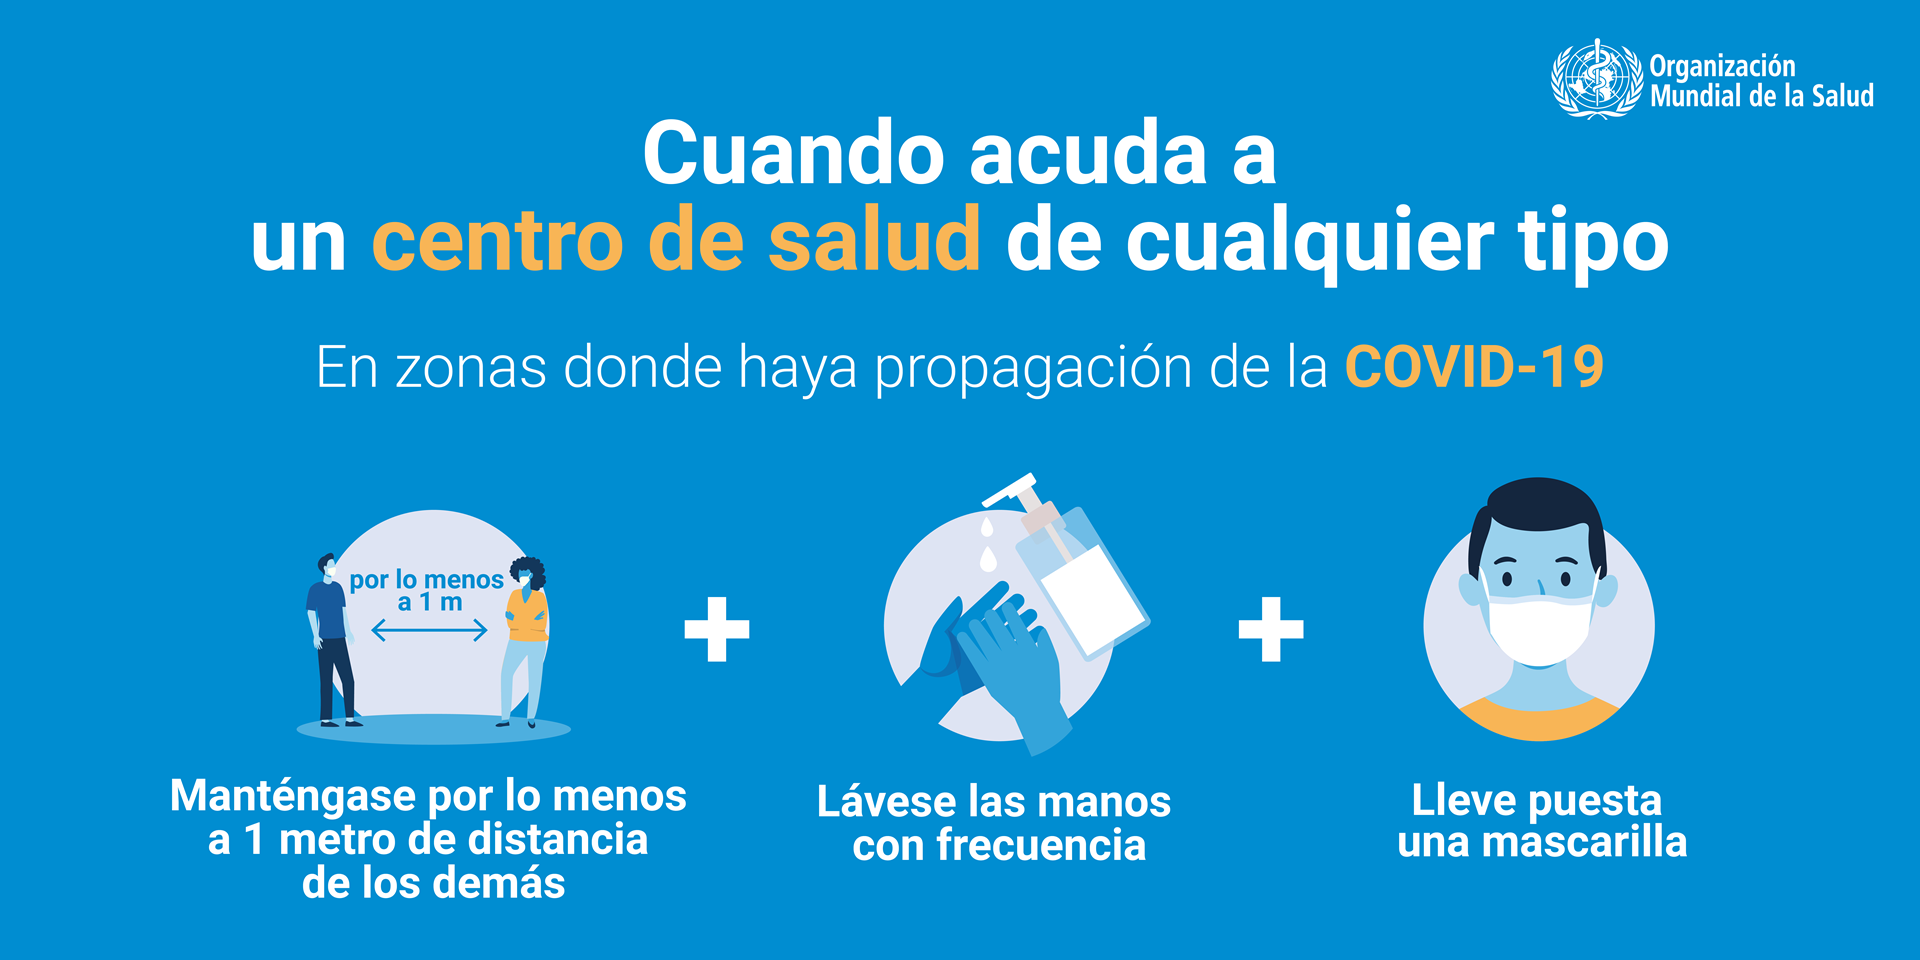 Organización
Mundial de la Salud
Cuando acuda a
un centro de salud de cualquier tipo
En zonas donde haya propagación de la COVID-19
por lo menos
a 1 m
Manténgase por lo menos
a 1 metro de distancia
de los demás
Lávese las manos
con frecuencia
Lleve puesta
una mascarilla